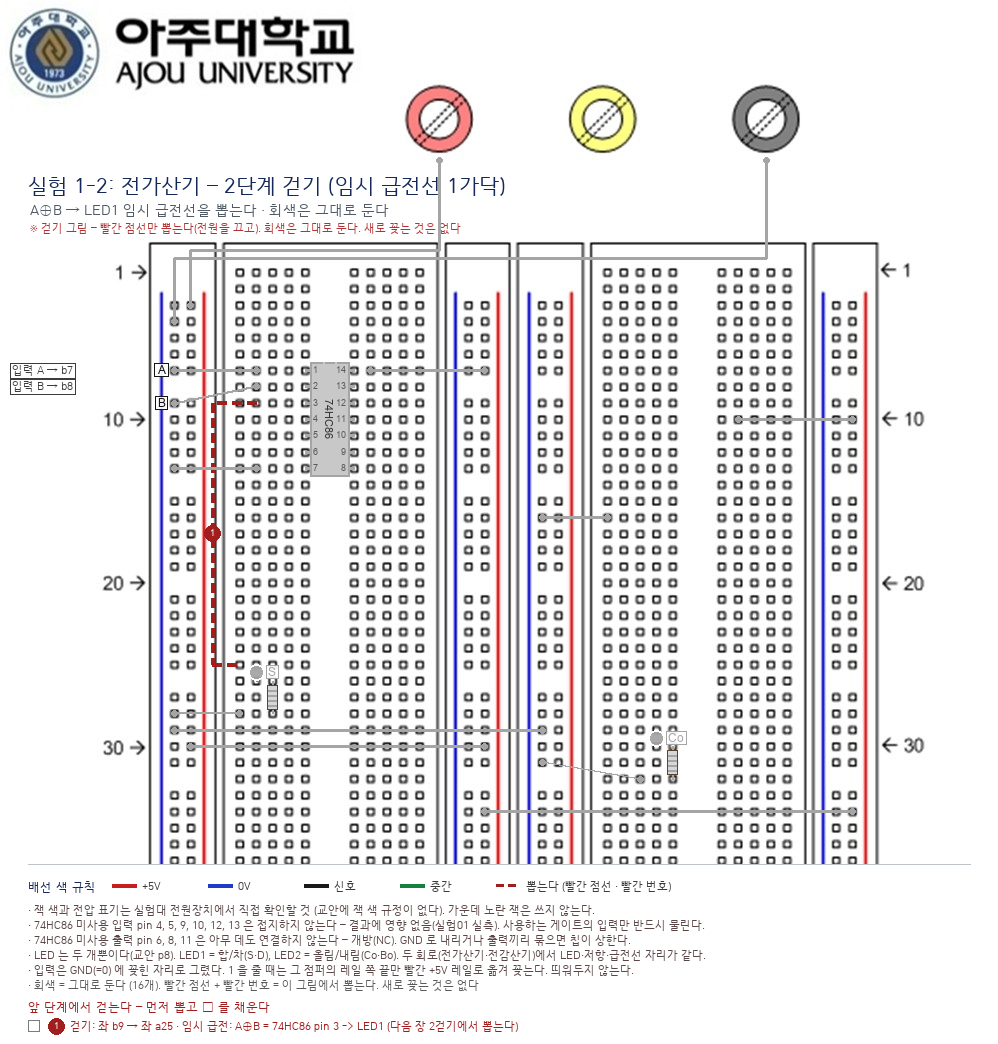 아주대학교
AJOU UNIVERSITY
아주대학교
1973
AJOU UNIVERSITY
실험 1-2: 전가산기 – 2단계 걷기 (임시 급전선 1가닥)
A⊕B → LED1 임시 급전선을 뽑는다 · 회색은 그대로 둔다
※ 걷기 그림 – 빨간 점선만 뽑는다(전원을 끄고). 회색은 그대로 둔다. 새로 꽂는 것은 없다
1 →
← 1
입력 A → b7
입력 B → b8
A
B
1 14
2 13
3 12
4 11
5 10
6 9
7 8
74HC86
10 →
← 10
1
20 →
← 20
S
Co
30 →
← 30
배선 색 규칙 +5V 0V 신호 중간 뽑는다 (빨간 점선 · 빨간 번호)
· 잭 색과 전압 표기는 실험대 전원장치에서 직접 확인할 것 (교안에 잭 색 규정이 없다). 가운데 노란 잭은 쓰지 않는다.
· 74HC86 미사용 입력 pin 4, 5, 9, 10, 12, 13 은 접지하지 않는다 – 결과에 영향 없음(실험01 실측). 사용하는 게이트의 입력만 반드시 물린다.
· 74HC86 미사용 출력 pin 6, 8, 11 은 아무 데도 연결하지 않는다 – 개방(NC). GND 로 내리거나 출력끼리 묶으면 칩이 상한다.
· LED 는 두 개뿐이다(교안 p8). LED1 = 합/차(S·D), LED2 = 올림/내림(Co·Bo). 두 회로(전가산기·전감산기)에서 LED·저항·급전선 자리가 같다.
· 입력은 GND(=0) 에 꽂힌 자리로 그렸다. 1 을 줄 때는 그 점퍼의 레일 쪽 끝만 빨간 +5V 레일로 옮겨 꽂는다. 띄워두지 않는다.
· 회색 = 그대로 둔다 (16개). 빨간 점선 + 빨간 번호 = 이 그림에서 뽑는다. 새로 꽂는 것은 없다
앞 단계에서 걷는다 – 먼저 뽑고 □ 를 채운다
□ 1 걷기: 좌 b9 → 좌 a25 · 임시 급전: A⊕B = 74HC86 pin 3 -> LED1 (다음 장 2걷기에서 뽑는다)